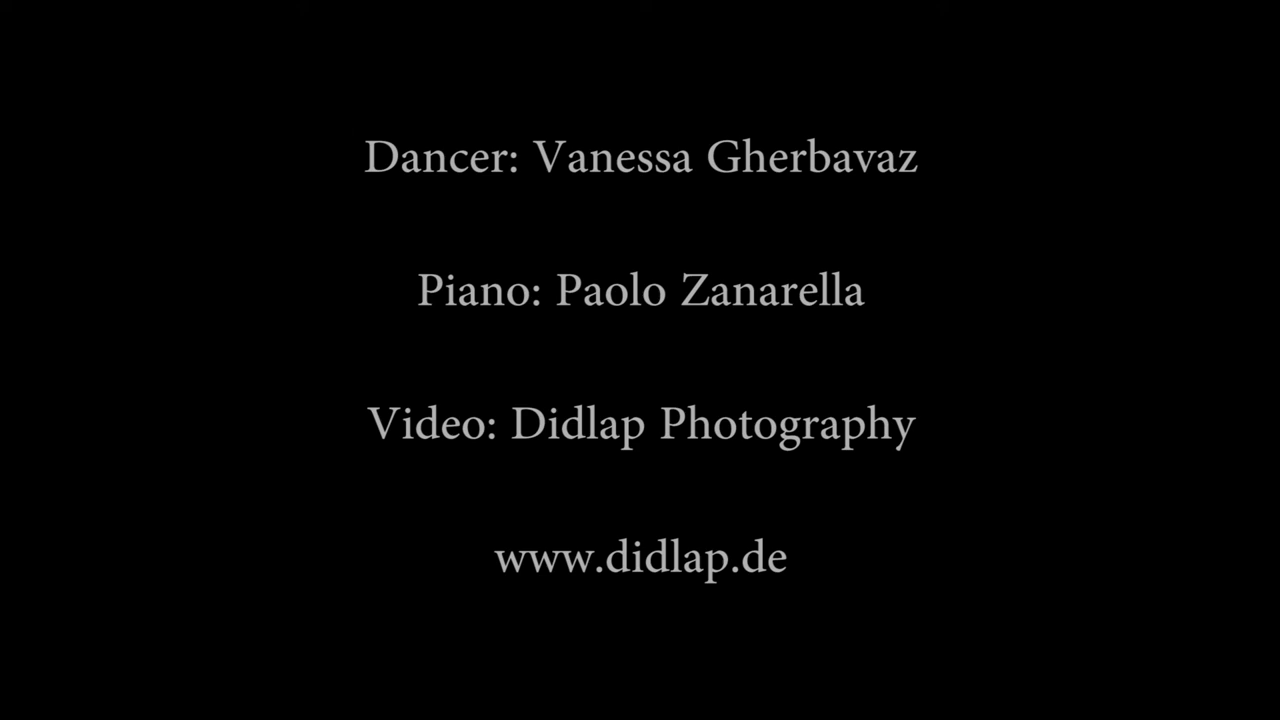 Dancer: Vanessa Gherbavaz
Piano: Paolo Zanarella
Video: Didlap Photography
www.didlap.de